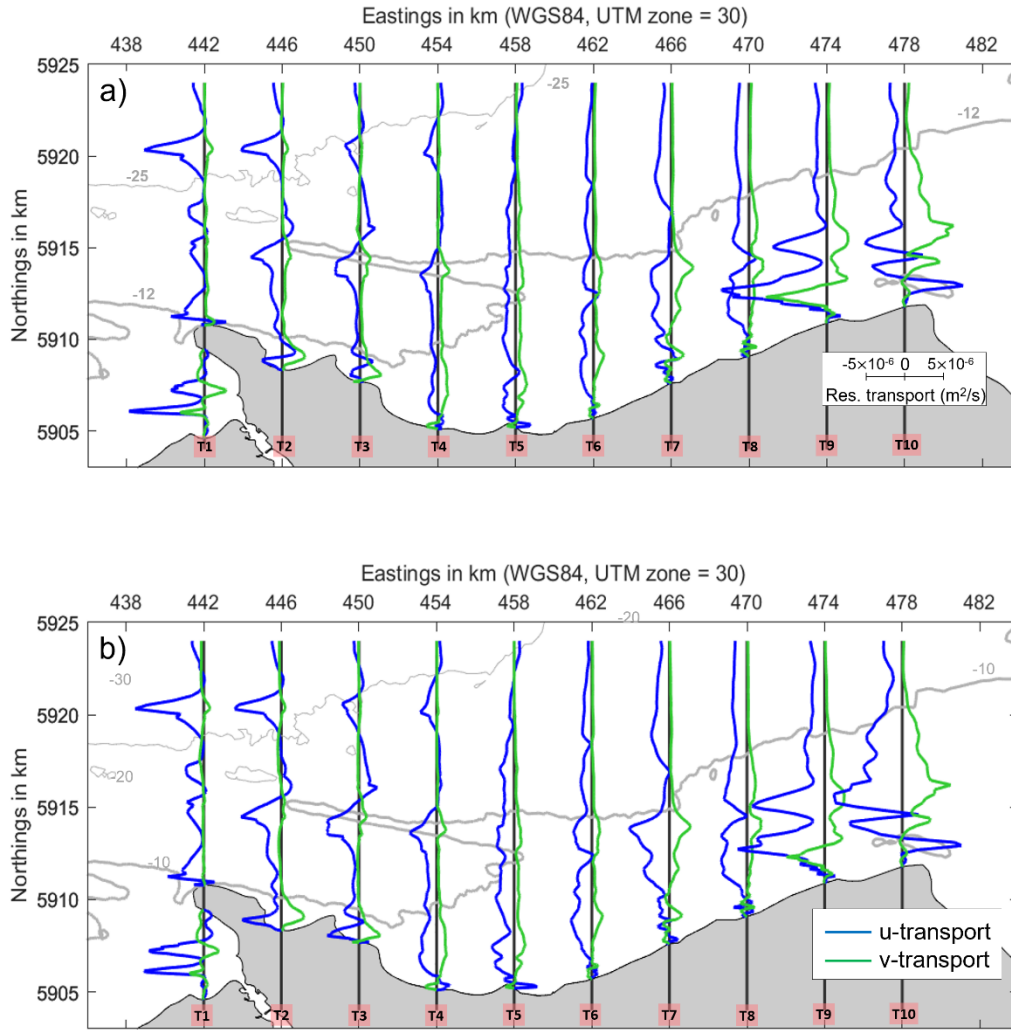 Eastings in km (WGS84, UTM zone = 30)
438 442 446 450 454 458 462 466 470 474 478 482
5925
a)
-25
-12
5920
-25
Northings in km
5915
-12
5910
-5×10-6 0 5×10-6
Res. transport (m2/s)
5905
T1 T2 T3 T4 T5 T6 T7 T8 T9 T10
Eastings in km (WGS84, UTM zone = 30)
438 442 446 450 454 458 462 466 470 474 478 482
5925
-20
b)
-30
-10
5920
-20
Northings in km
5915
-10
5910
u-transport
v-transport
5905
T1 T2 T3 T4 T5 T6 T7 T8 T9 T10